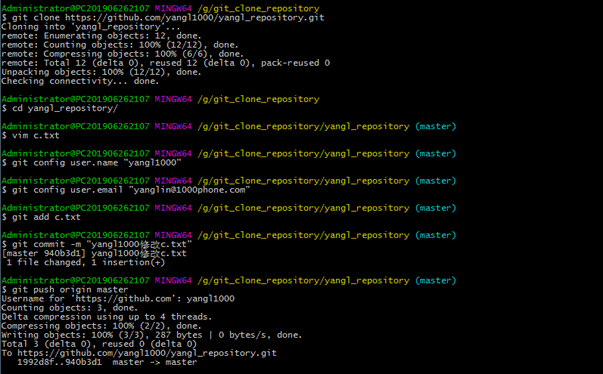 Administrator@PC201906262107 MINGW64 /g/git_clone_repository
$ git clone https://github.com/yangl1000/yangl_repository.git
Cloning into 'yangl_repository'...
remote: Enumerating objects: 12, done.
remote: Counting objects: 100% (12/12), done.
remote: Compressing objects: 100% (6/6), done.
remote: Total 12 (delta 0), reused 12 (delta 0), pack-reused 0
Unpacking objects: 100% (12/12), done.
Checking connectivity... done.
Administrator@PC201906262107 MINGW64 /g/git_clone_repository
$ cd yangl_repository/
Administrator@PC201906262107 MINGW64 /g/git_clone_repository/yangl_repository (master)
$ vim c.txt
Administrator@PC201906262107 MINGW64 /g/git_clone_repository/yangl_repository (master)
$ git config user.name "yangl1000"
Administrator@PC201906262107 MINGW64 /g/git_clone_repository/yangl_repository (master)
$ git config user.email "yanglin@1000phone.com"
Administrator@PC201906262107 MINGW64 /g/git_clone_repository/yangl_repository (master)
$ git add c.txt
Administrator@PC201906262107 MINGW64 /g/git_clone_repository/yangl_repository (master)
$ git commit -m "yangl1000修改c.txt"
[master 940b3d1] yangl1000修改c.txt
1 file changed, 1 insertion(+)
Administrator@PC201906262107 MINGW64 /g/git_clone_repository/yangl_repository (master)
$ git push origin master
Username for 'https://github.com': yangl1000
Counting objects: 3, done.
Delta compression using up to 4 threads.
Compressing objects: 100% (2/2), done.
Writing objects: 100% (3/3), 287 bytes | 0 bytes/s, done.
Total 3 (delta 0), reused 0 (delta 0)
To https://github.com/yangl1000/yangl_repository.git
1992d8f..940b3d1  master -> master